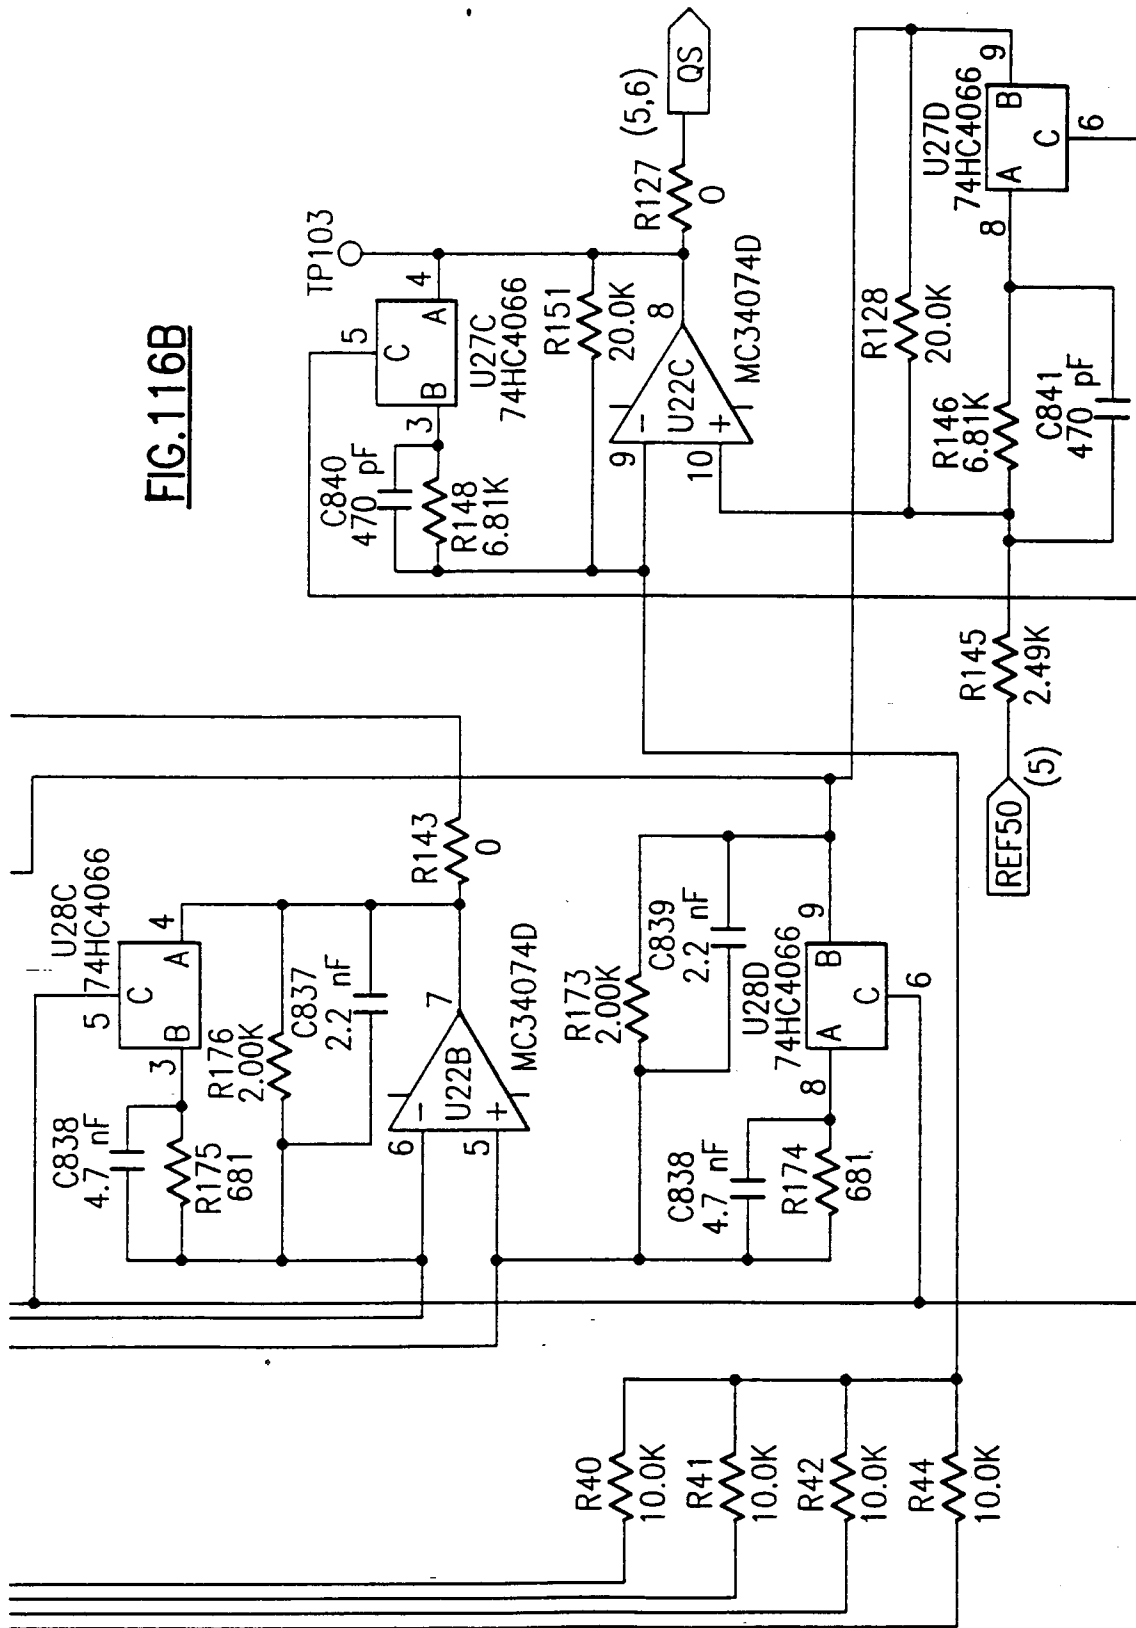 FIG.116B
TP103
5
C
4
A
B
3
U27C
74HC4066
C840
470 pF
R148
6.81K
R151
20.0K
9
-
10
+
U22C
8
MC34074D
R127
0
(5,6)
QS
R128
20.0K
9
B
A
C
8
6
U27D
74HC4066
R146
6.81K
C841
470 pF
R145
2.49K
REF50
(5)
U28C
74HC4066
5
C
4
A
B
3
C838
4.7 nF
R175
681
R176
2.00K
C837
2.2 nF
6
-
5
+
U22B
7
MC34074D
R143
0
R173
2.00K
C839
2.2 nF
U28D
74HC4066
9
B
A
C
8
6
C838
4.7 nF
R174
681
R40
10.0K
R41
10.0K
R42
10.0K
R44
10.0K